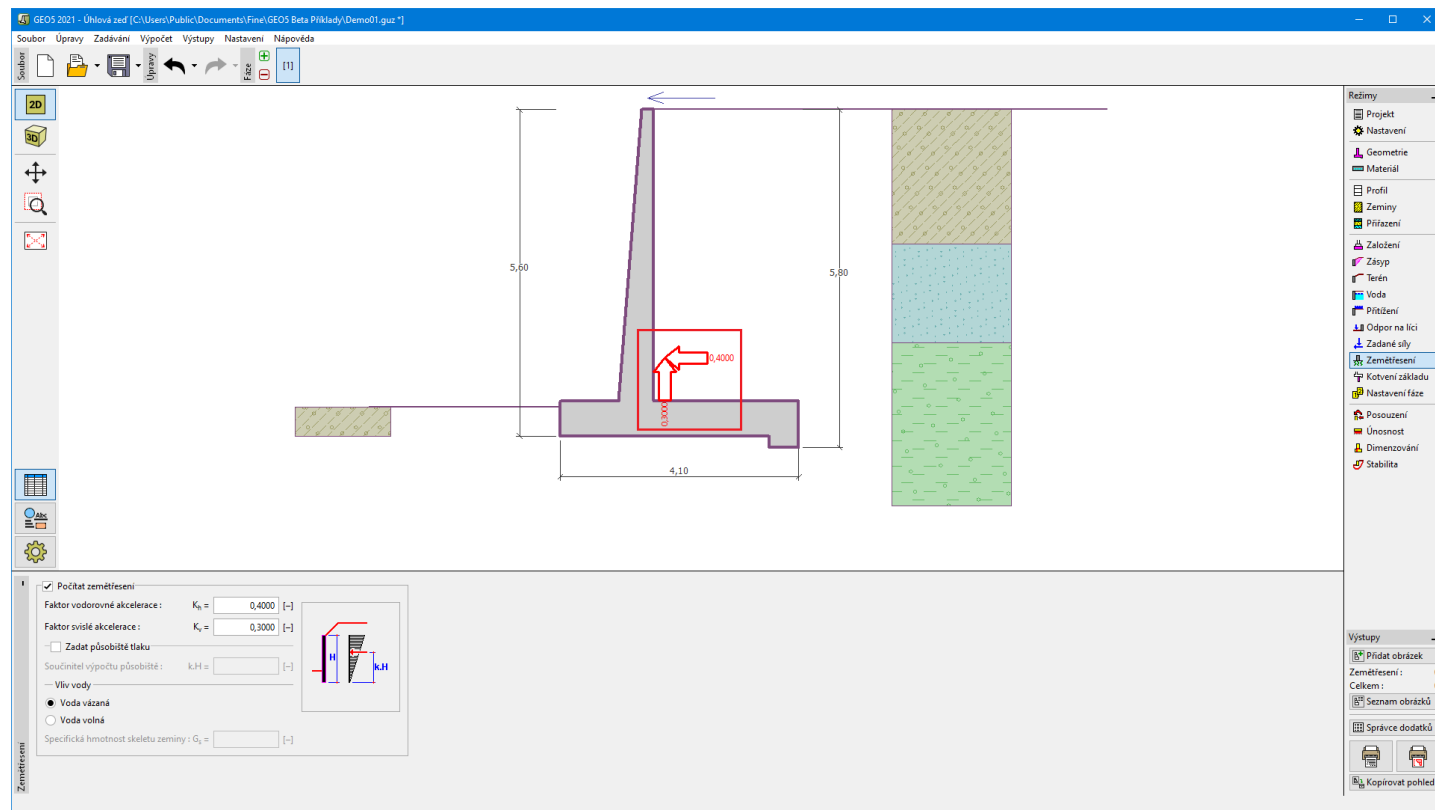 GEO5 2021 - Úhlová zeď [C:\Users\Public\Documents\Fine\GEO5 Beta Příklady\Demo01.guz *]
Soubor Úpravy Zadávání Výpočet Výstupy Nastavení Nápověda
Soubor
Úpravy
Faze
[1]
2D
3D
Abc
5,60
5,80
0,4000
0,3000
4,10
Režimy
Projekt
Nastavení
Geometrie
Materiál
Profil
Zeminy
Přiřazení
Založení
Zásyp
Terén
Voda
Přitížení
Odpor na líci
Zadané síly
Zemětřesení
Kotvení základu
Nastavení fáze
Posouzení
Únosnost
Dimenzování
Stabilita
Výstupy
Přidat obrázek
Zemětřesení :
Celkem :
Seznam obrázků
Správce dodatků
Kopírovat pohled
Zemětřesení
Počítat zemětřesení
Faktor vodorovné akcelerace : Kh = 0,4000 [–]
Faktor svislé akcelerace : Kv = 0,3000 [–]
Zadat působiště tlaku
Součinitel výpočtu působiště : k.H = [–]
Vliv vody
Voda vázaná
Voda volná
Specifická hmotnost skeletu zeminy : Gs = [–]
H
k.H